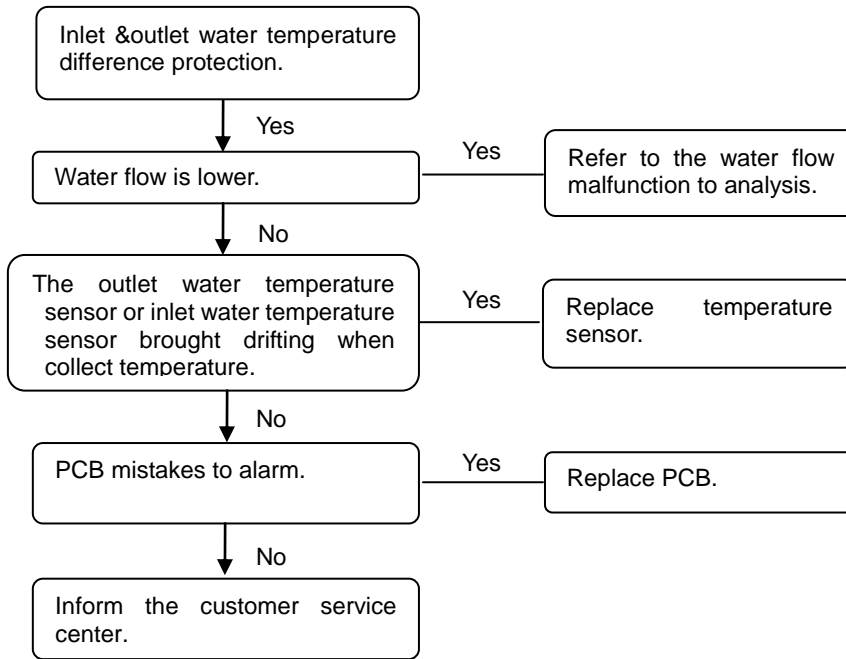 Inlet &outlet water temperature
difference protection.
Yes
Water flow is lower.
Yes
Refer to the water flow
malfunction to analysis.
No
The outlet water temperature
sensor or inlet water temperature
sensor brought drifting when
collect temperature.
Yes
Replace temperature
sensor.
No
PCB mistakes to alarm.
Yes
Replace PCB.
No
Inform the customer service
center.